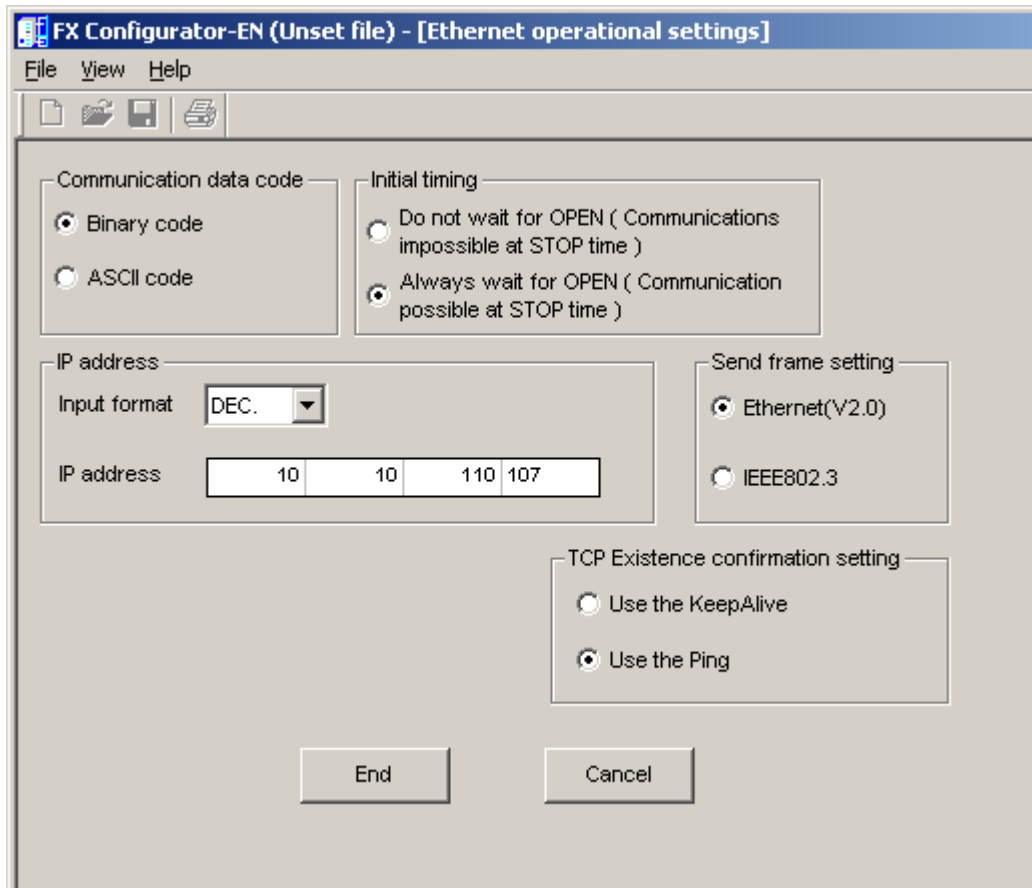 FX Configurator-EN (Unset file) - [Ethernet operational settings]
File View Help
Communication data code
Binary code
ASCII code
Initial timing
Do not wait for OPEN ( Communications
impossible at STOP time )
Always wait for OPEN ( Communication
possible at STOP time )
IP address
Input format DEC.
IP address 10 10 110 107
Send frame setting
Ethernet(V2.0)
IEEE802.3
TCP Existence confirmation setting
Use the KeepAlive
Use the Ping
End Cancel